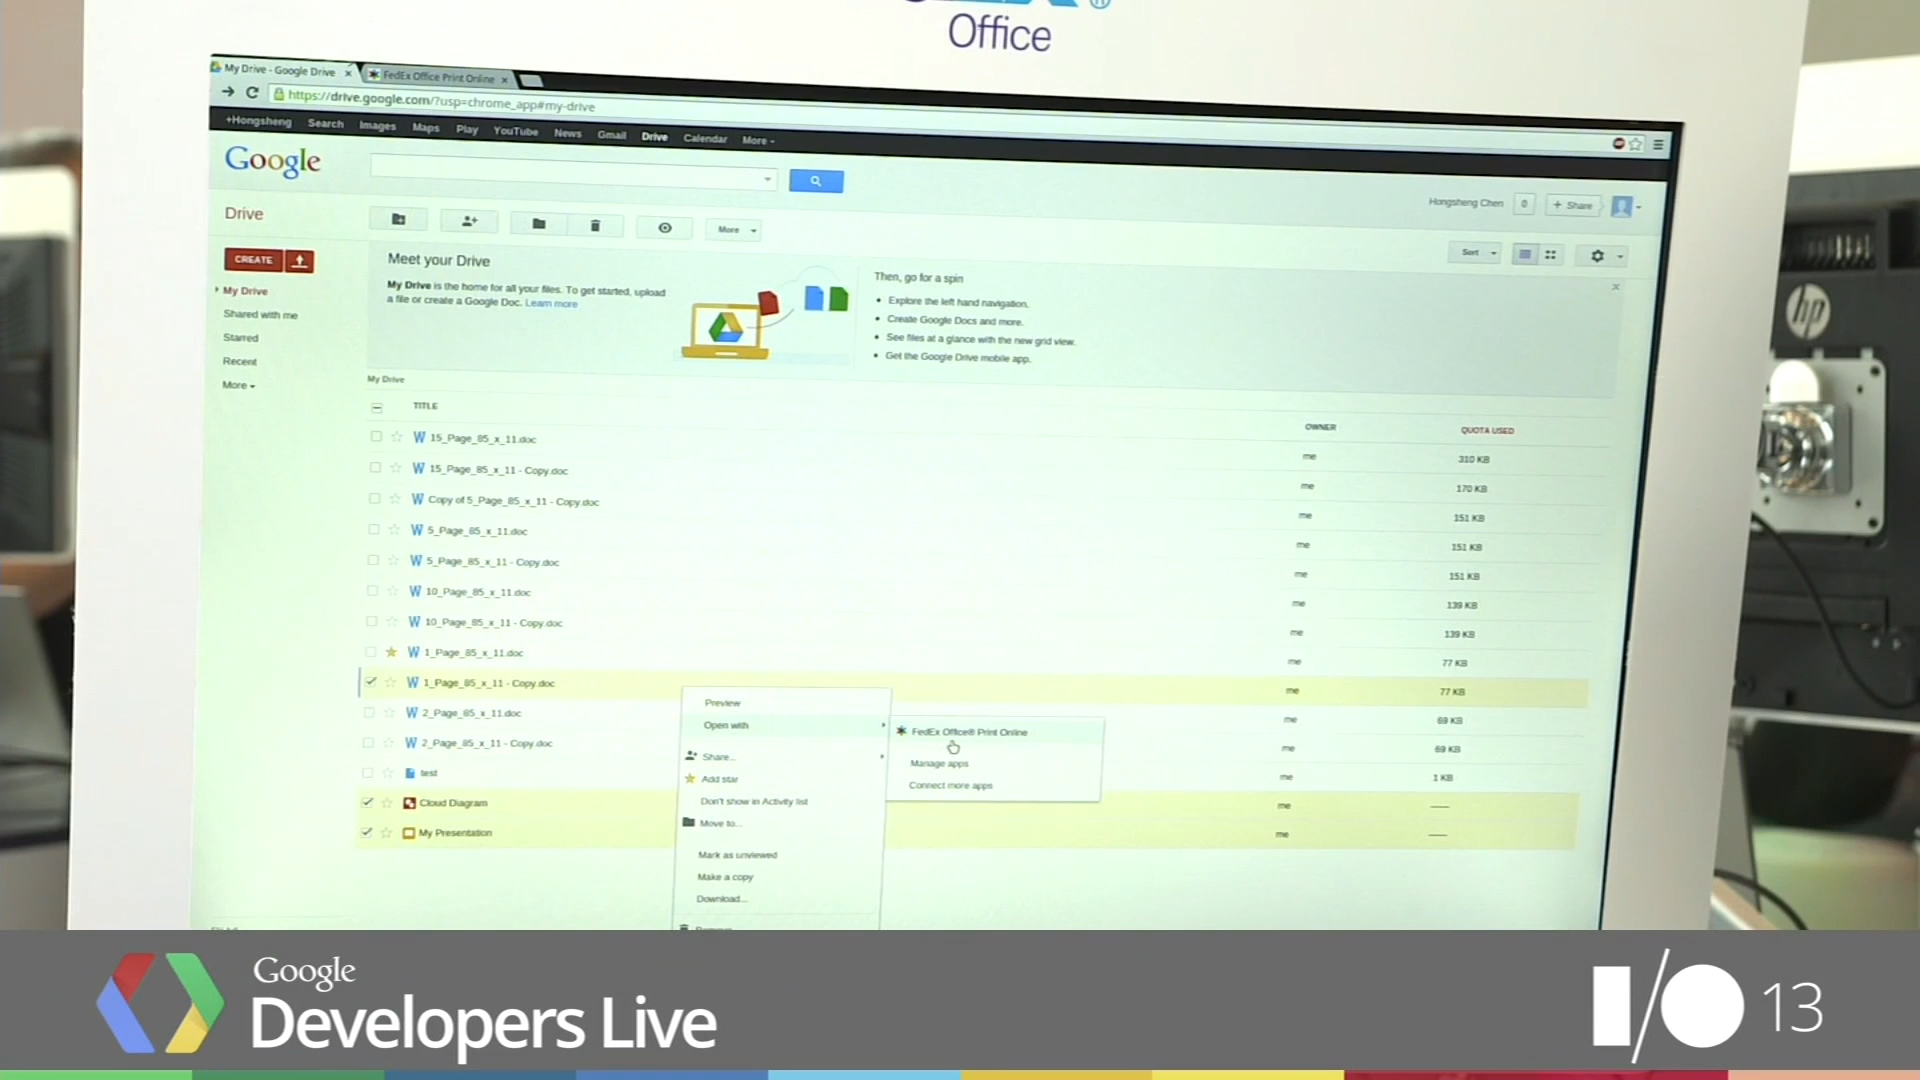 Office
My Drive - Google Drive
FedEx Office Print Online
https://drive.google.com/?usp=chrome_app#my-drive
+Hongsheng Search Images Maps Play YouTube News Gmail Drive Calendar More
Google
Hongsheng Chen 0 + Share
Drive
More
Sort
CREATE
Meet your Drive
My Drive is the home for all your files. To get started, upload
a file or create a Google Doc. Learn more
Then, go for a spin
Explore the left hand navigation.
Create Google Docs and more.
See files at a glance with the new grid view.
Get the Google Drive mobile app.
My Drive
Shared with me
Starred
Recent
More
My Drive
TITLE OWNER QUOTA USED
15_Page_85_x_11.doc me 310 KB
15_Page_85_x_11 - Copy.doc me 170 KB
Copy of 5_Page_85_x_11 - Copy.doc me 151 KB
5_Page_85_x_11.doc me 151 KB
5_Page_85_x_11 - Copy.doc me 151 KB
10_Page_85_x_11.doc me 139 KB
10_Page_85_x_11 - Copy.doc me 139 KB
1_Page_85_x_11.doc me 77 KB
1_Page_85_x_11 - Copy.doc me 77 KB
2_Page_85_x_11.doc me 69 KB
2_Page_85_x_11 - Copy.doc me 69 KB
test me 1 KB
Cloud Diagram me
My Presentation me
Preview
Open with
Share...
Add star
Don't show in Activity list
Move to...
Mark as unviewed
Make a copy
Download...
FedEx Office® Print Online
Manage apps
Connect more apps
hp
Google
Developers Live
I/O 13